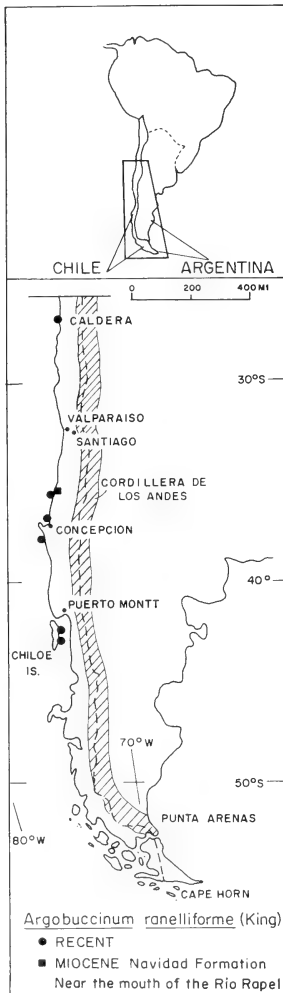 CHILE ARGENTINA
0 200 400 MI
CALDERA
30°S
VALPARAISO
SANTIAGO
CORDILLERA DE
LOS ANDES
CONCEPCION
40°
PUERTO MONTT
CHILOE
IS.
70°W
50°S
PUNTA ARENAS
80°W
CAPE HORN
Argobuccinum ranelliforme (King)
RECENT
MIOCENE Navidad Formation
Near the mouth of the Rio Rapel